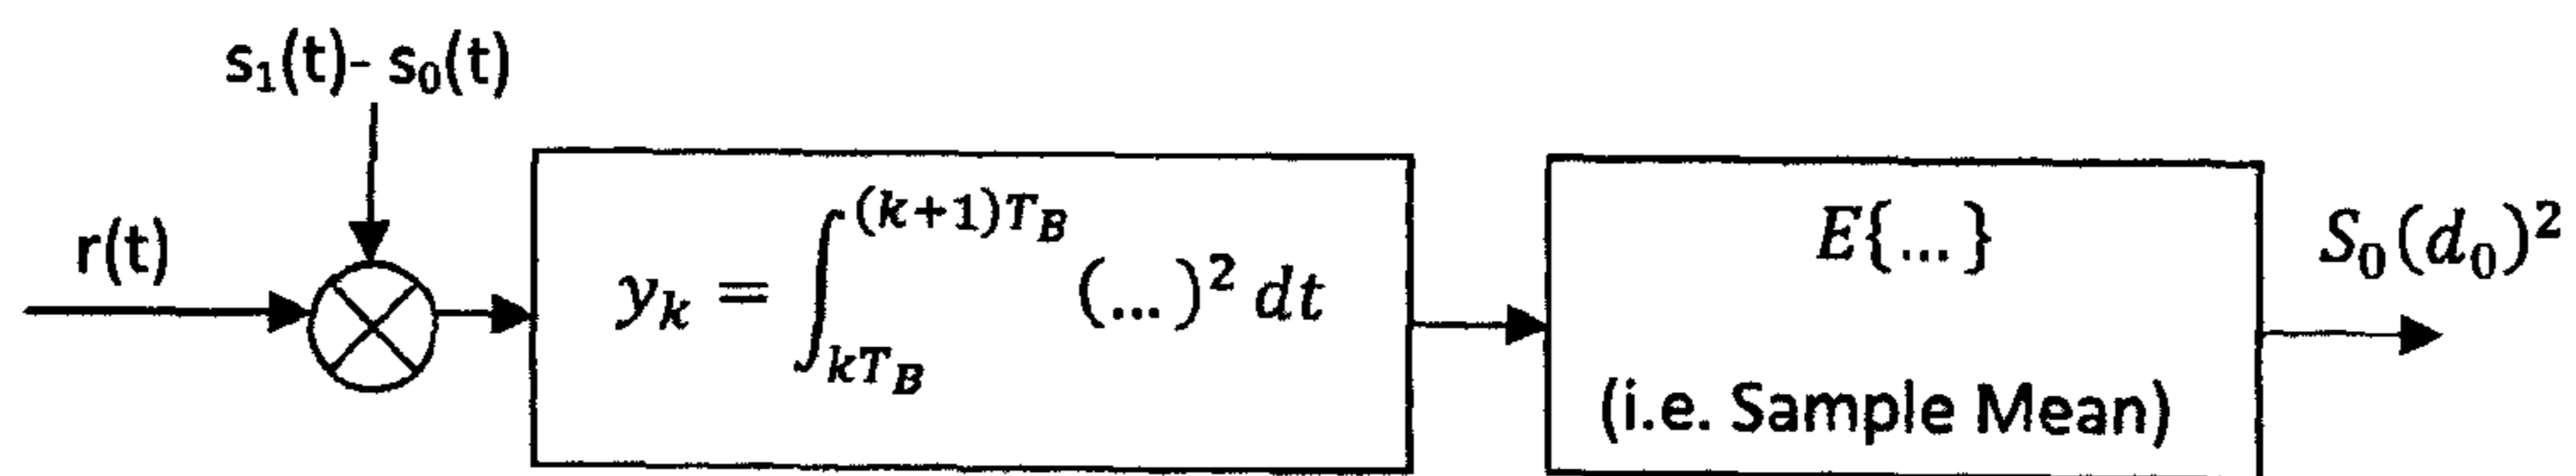 s₁(t)- s₀(t)
r(t)
y_k = ∫_{kT_B}^{(k+1)T_B} (...)² dt
E{...}
(i.e. Sample Mean)
S₀(d₀)²